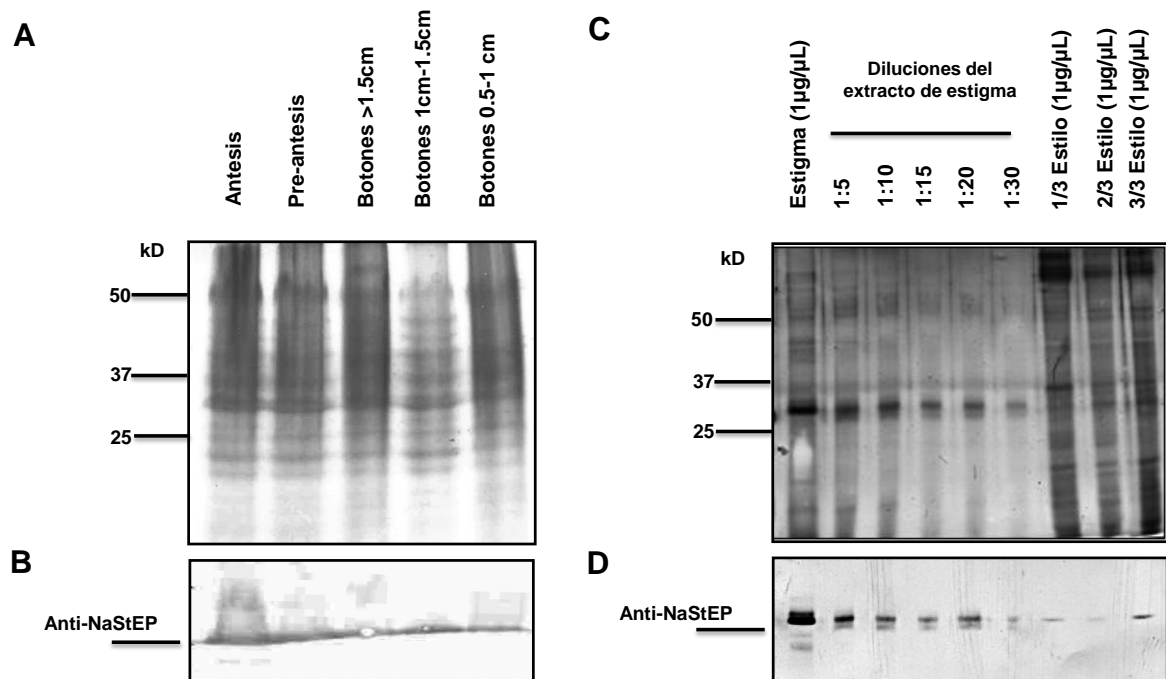 A
Antesis
Pre-antesis
Botones >1.5cm
Botones 1cm-1.5cm
Botones 0.5-1 cm
kD
50
37
25
B
Anti-NaStEP
C
Estigma (1µg/µL)
Diluciones del
extracto de estigma
1:5
1:10
1:15
1:20
1:30
1/3 Estilo (1µg/µL)
2/3 Estilo (1µg/µL)
3/3 Estilo (1µg/µL)
kD
50
37
25
D
Anti-NaStEP